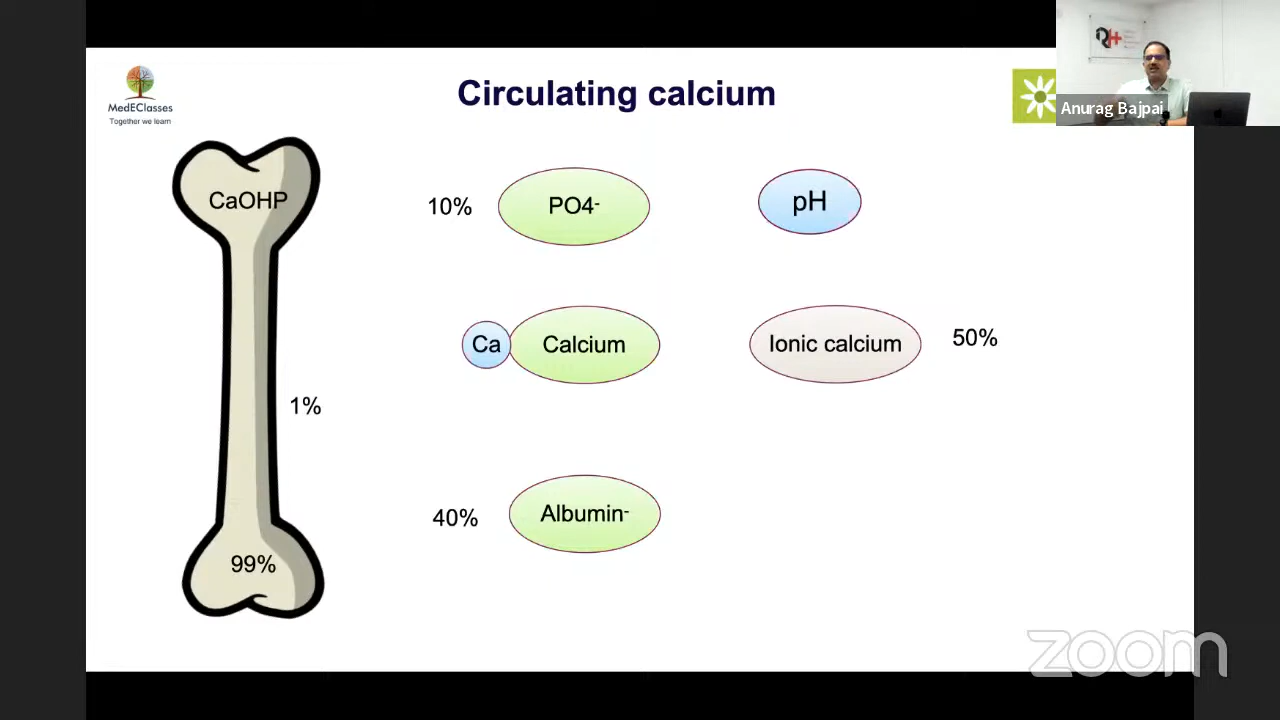 Circulating calcium
MedEClasses
Together we learn
Anurag Bajpai
CaOHP
10%
PO4-
pH
Ca
Calcium
Ionic calcium
50%
1%
40%
Albumin-
99%
zoom